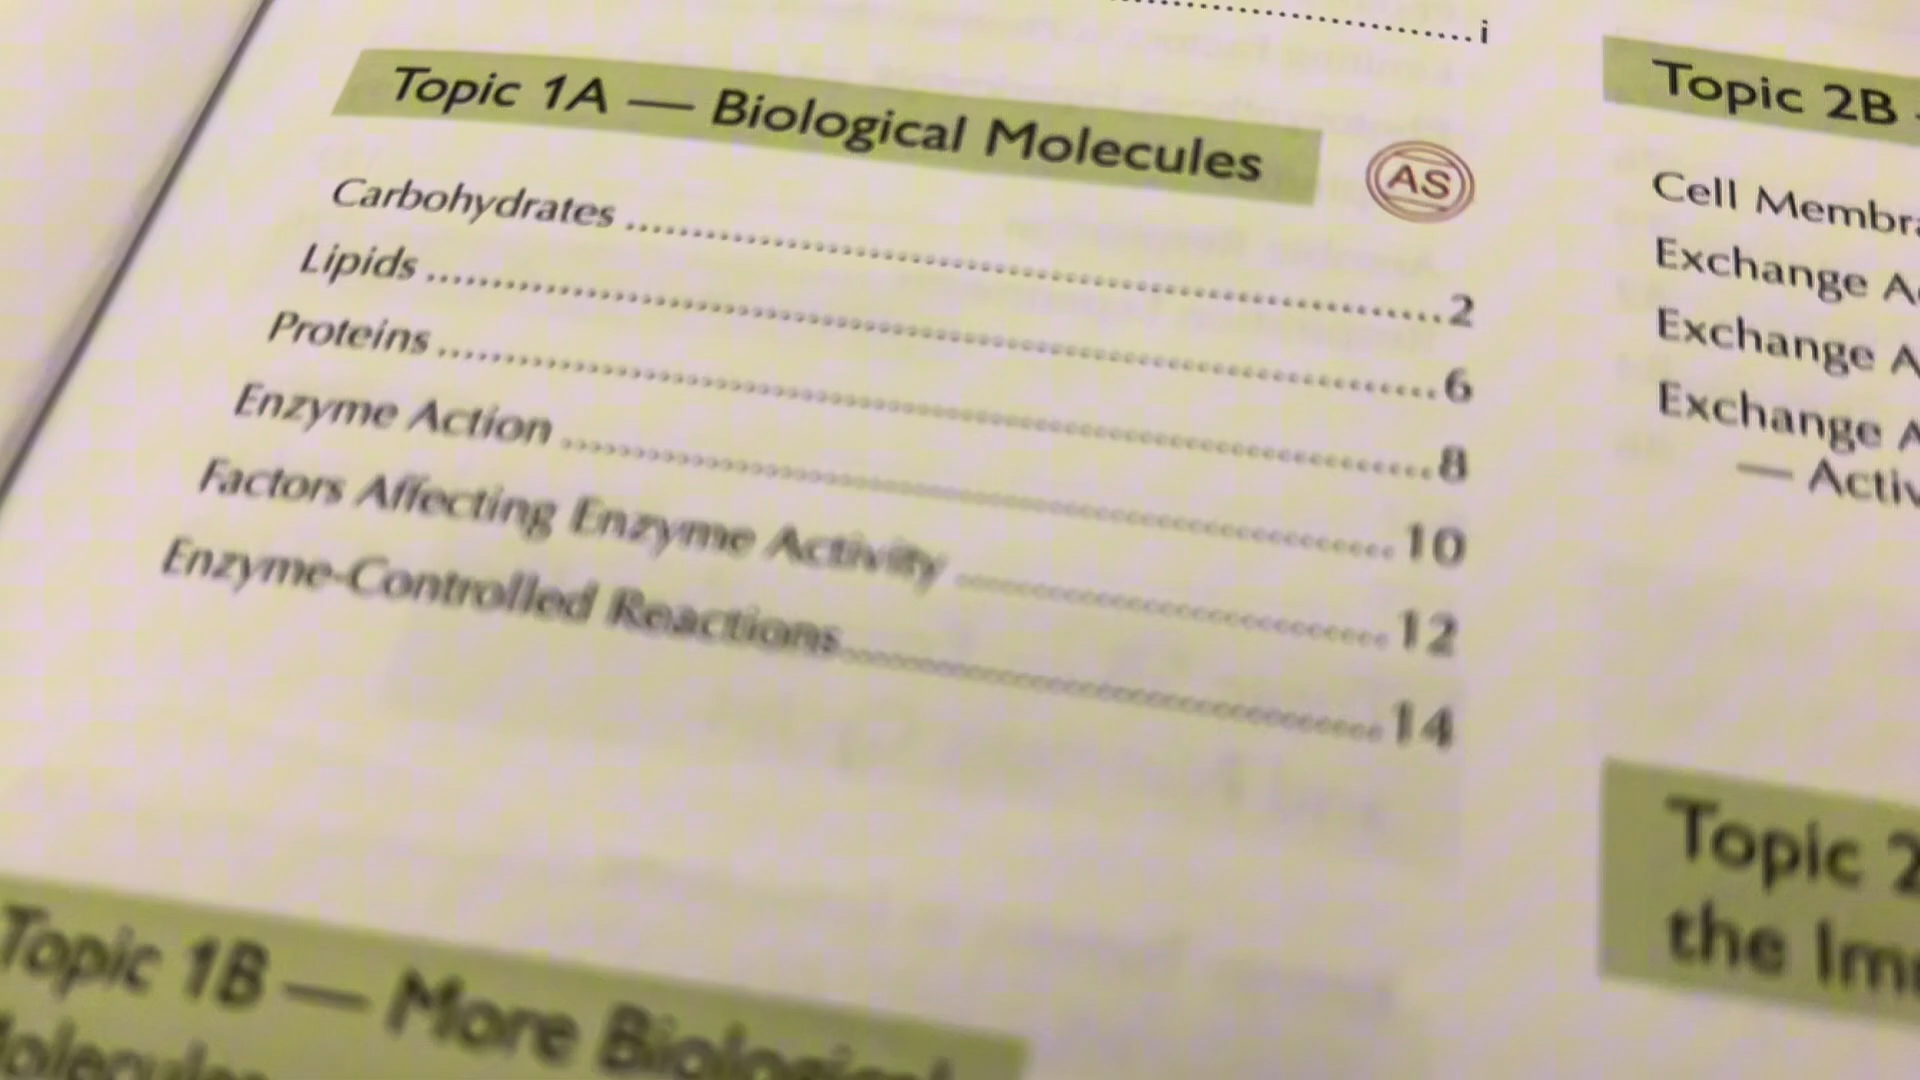 i
Topic 1A — Biological Molecules
AS
Carbohydrates ........ 2
Lipids ........ 6
Proteins ........ 8
Enzyme Action ........ 10
Factors Affecting Enzyme Activity ........ 12
Enzyme-Controlled Reactions ........ 14
Topic 1B — More Biological
Molecules
Topic 2B -
Cell Membra
Exchange A
Exchange A
Exchange A
— Activ
Topic 2
the Im